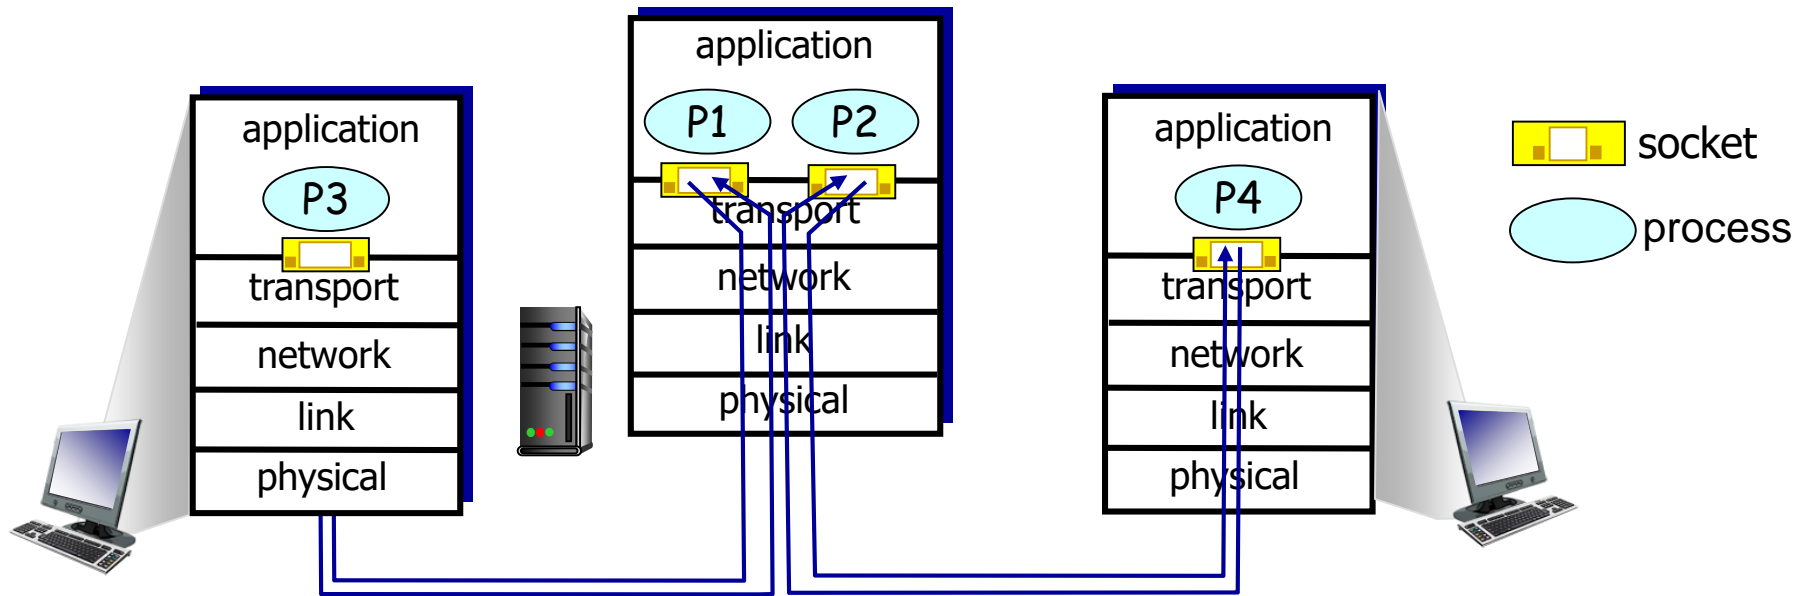 application
P3
transport
network
link
physical
application
P1 P2
transport
network
link
physical
application
P4
transport
network
link
physical
socket
process